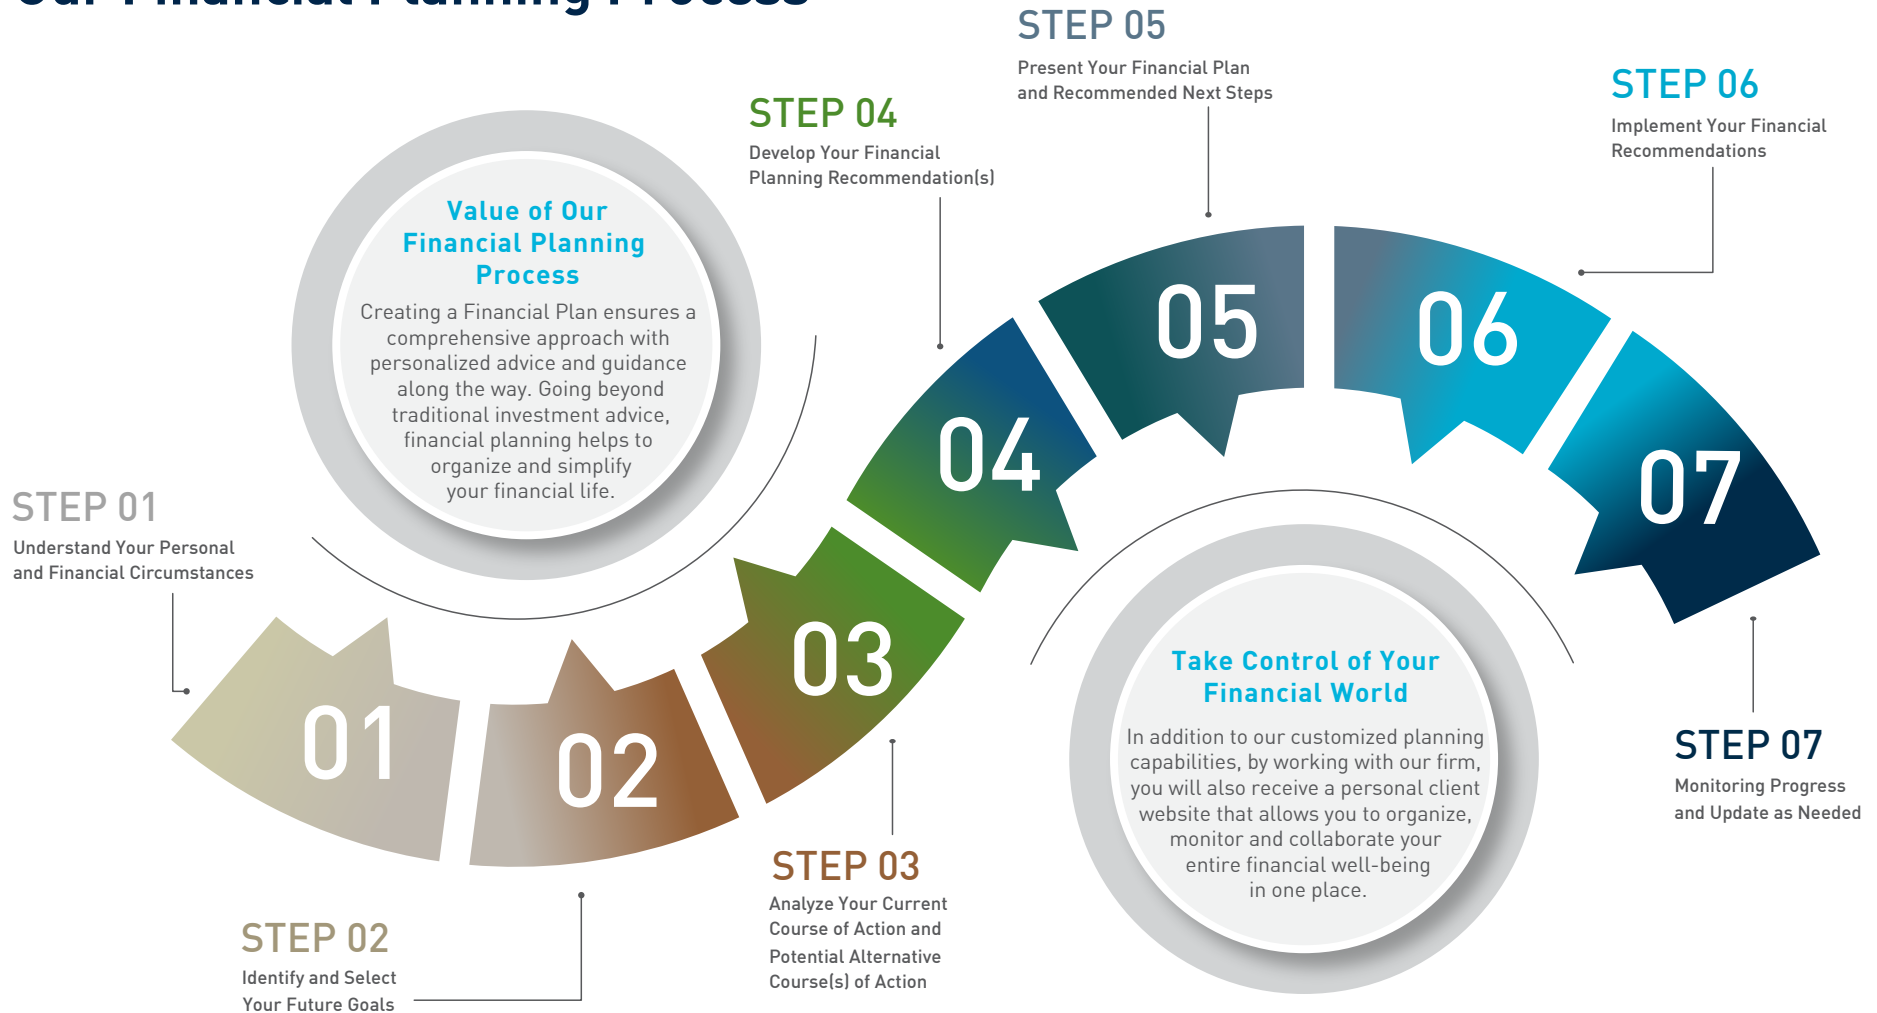 Our Financial Planning Process
STEP 01
Understand Your Personal
and Financial Circumstances
STEP 02
Identify and Select
Your Future Goals
STEP 03
Analyze Your Current
Course of Action and
Potential Alternative
Course(s) of Action
STEP 04
Develop Your Financial
Planning Recommendation(s)
STEP 05
Present Your Financial Plan
and Recommended Next Steps
STEP 06
Implement Your Financial
Recommendations
STEP 07
Monitoring Progress
and Update as Needed
01
02
03
04
05
06
07
Value of Our
Financial Planning
Process
Creating a Financial Plan ensures a
comprehensive approach with
personalized advice and guidance
along the way. Going beyond
traditional investment advice,
financial planning helps to
organize and simplify
your financial life.
Take Control of Your
Financial World
In addition to our customized planning
capabilities, by working with our firm,
you will also receive a personal client
website that allows you to organize,
monitor and collaborate your
entire financial well-being
in one place.